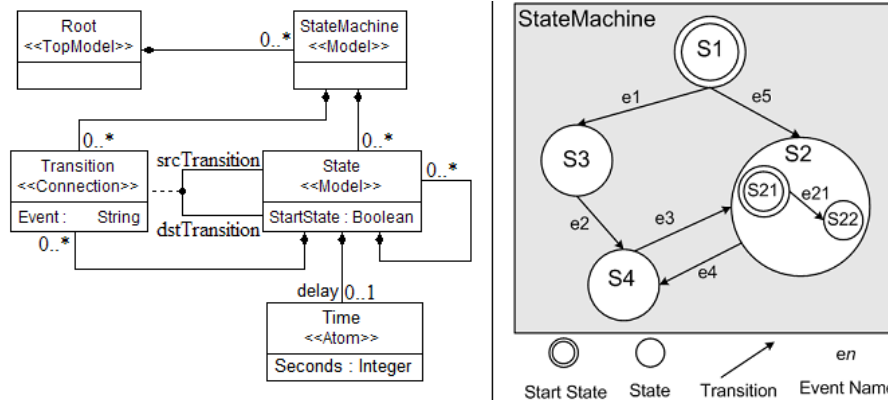 Root
<<TopModel>>
0..*
StateMachine
<<Model>>
0..*
0..*
Transition
<<Connection>>
Event : String
0..*
srcTransition
dstTransition
State
<<Model>>
StartState : Boolean
0..*
delay
0..1
Time
<<Atom>>
Seconds : Integer
StateMachine
S1
e1
e5
S3
S2
S21
e21
S22
e2
e3
e4
S4
en
Start State
State
Transition
Event Name